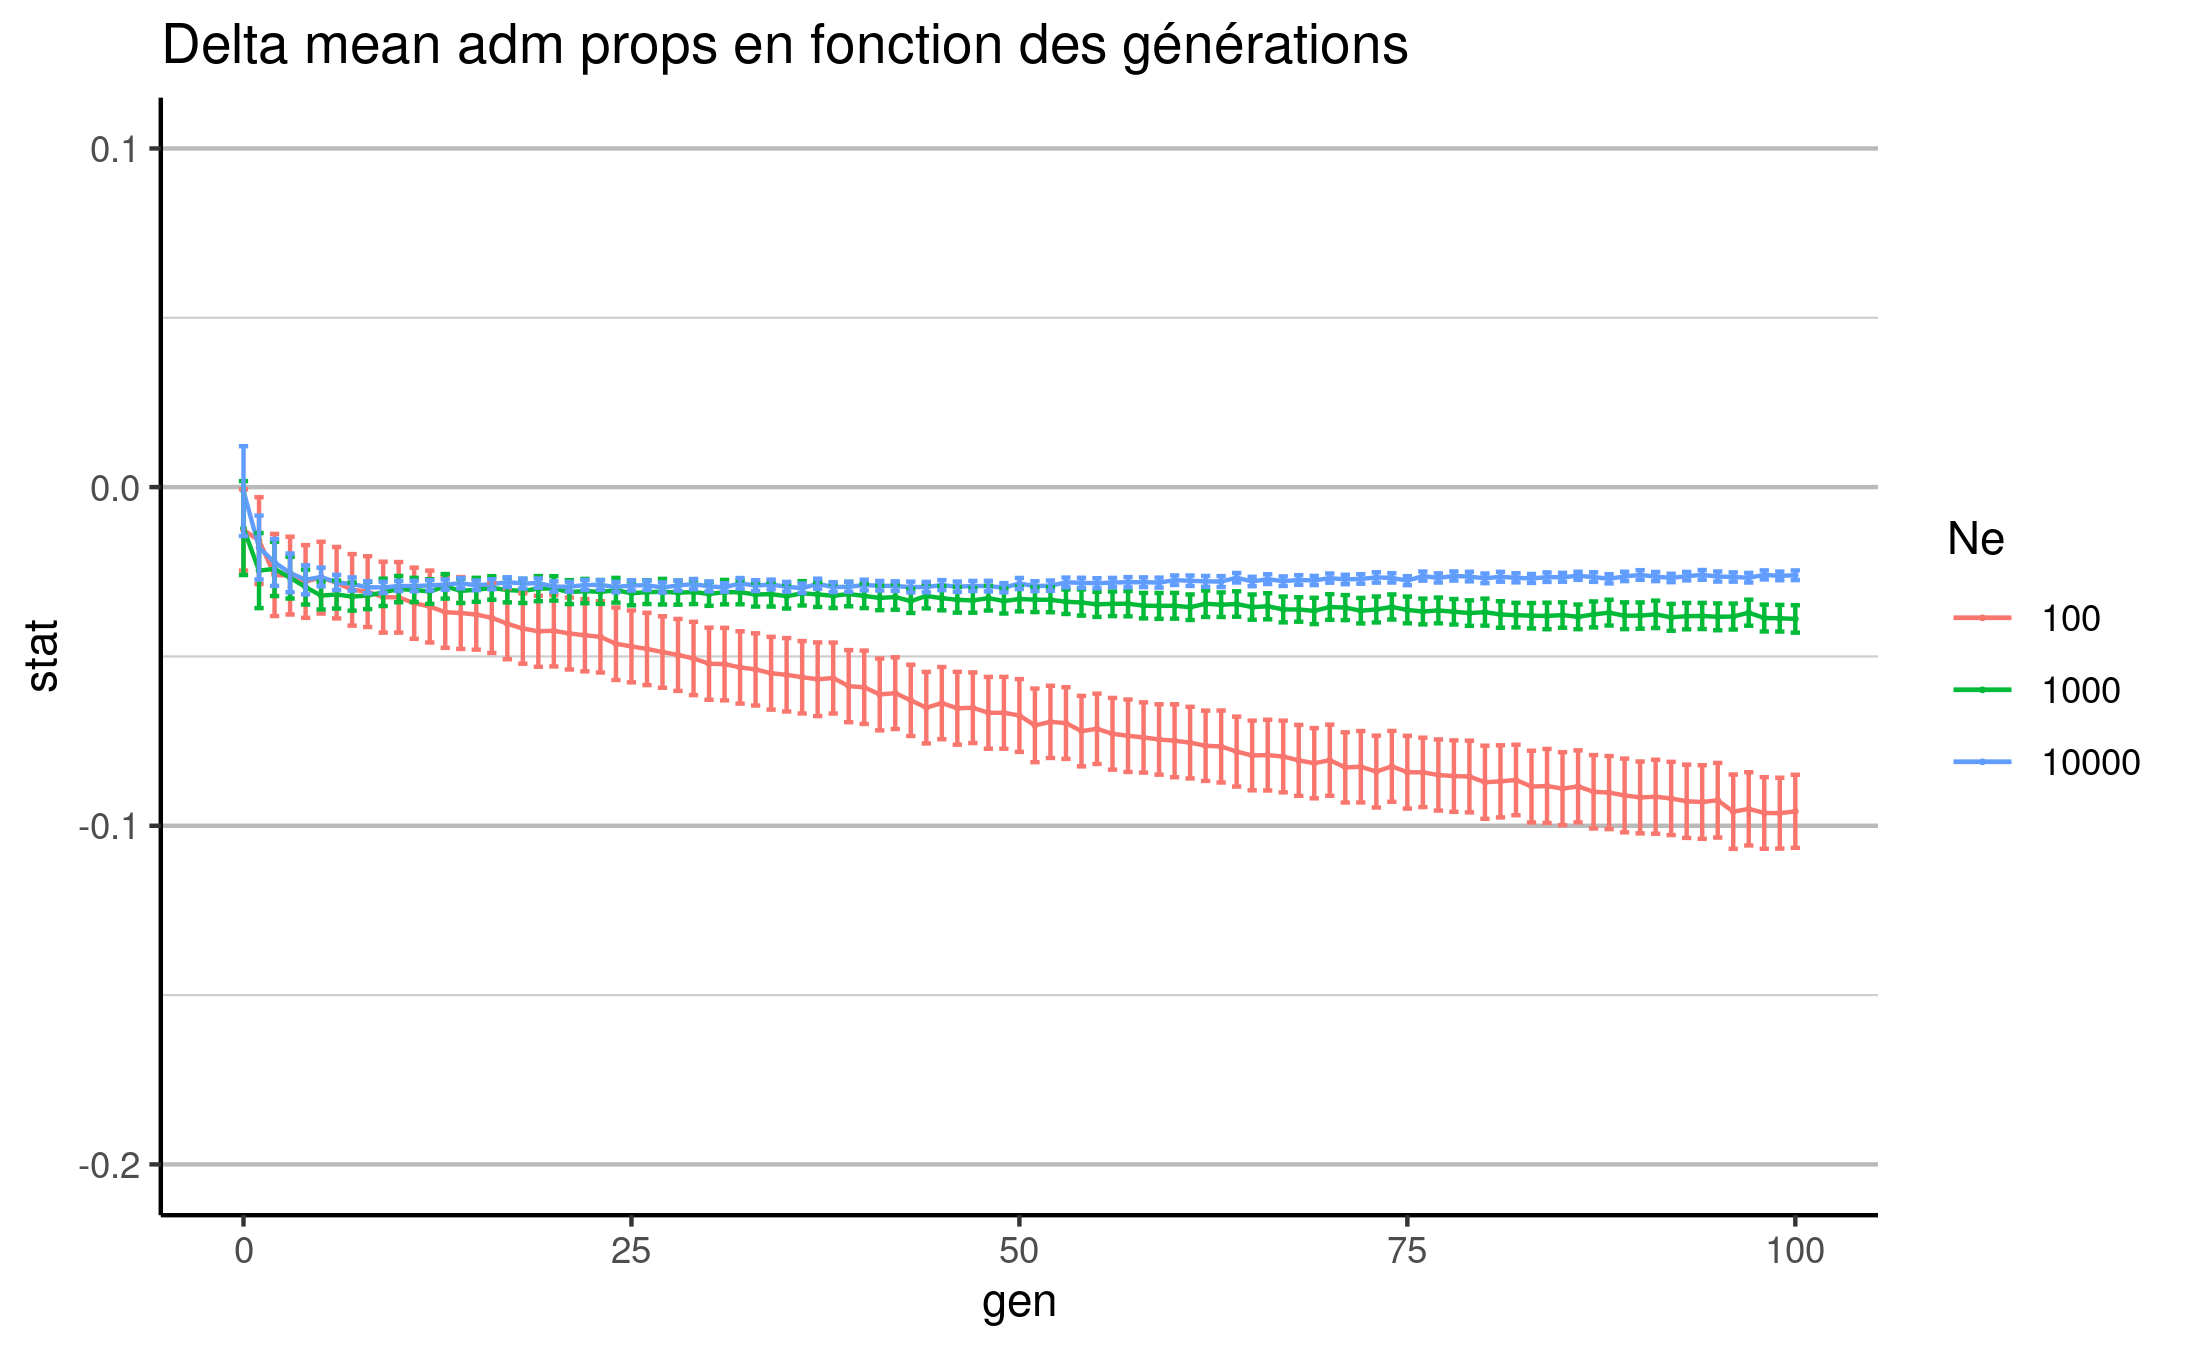 Delta mean adm props en fonction des générations
0.1
0.0
-0.1
-0.2
stat
0 25 50 75 100
gen
Ne
100
1000
10000